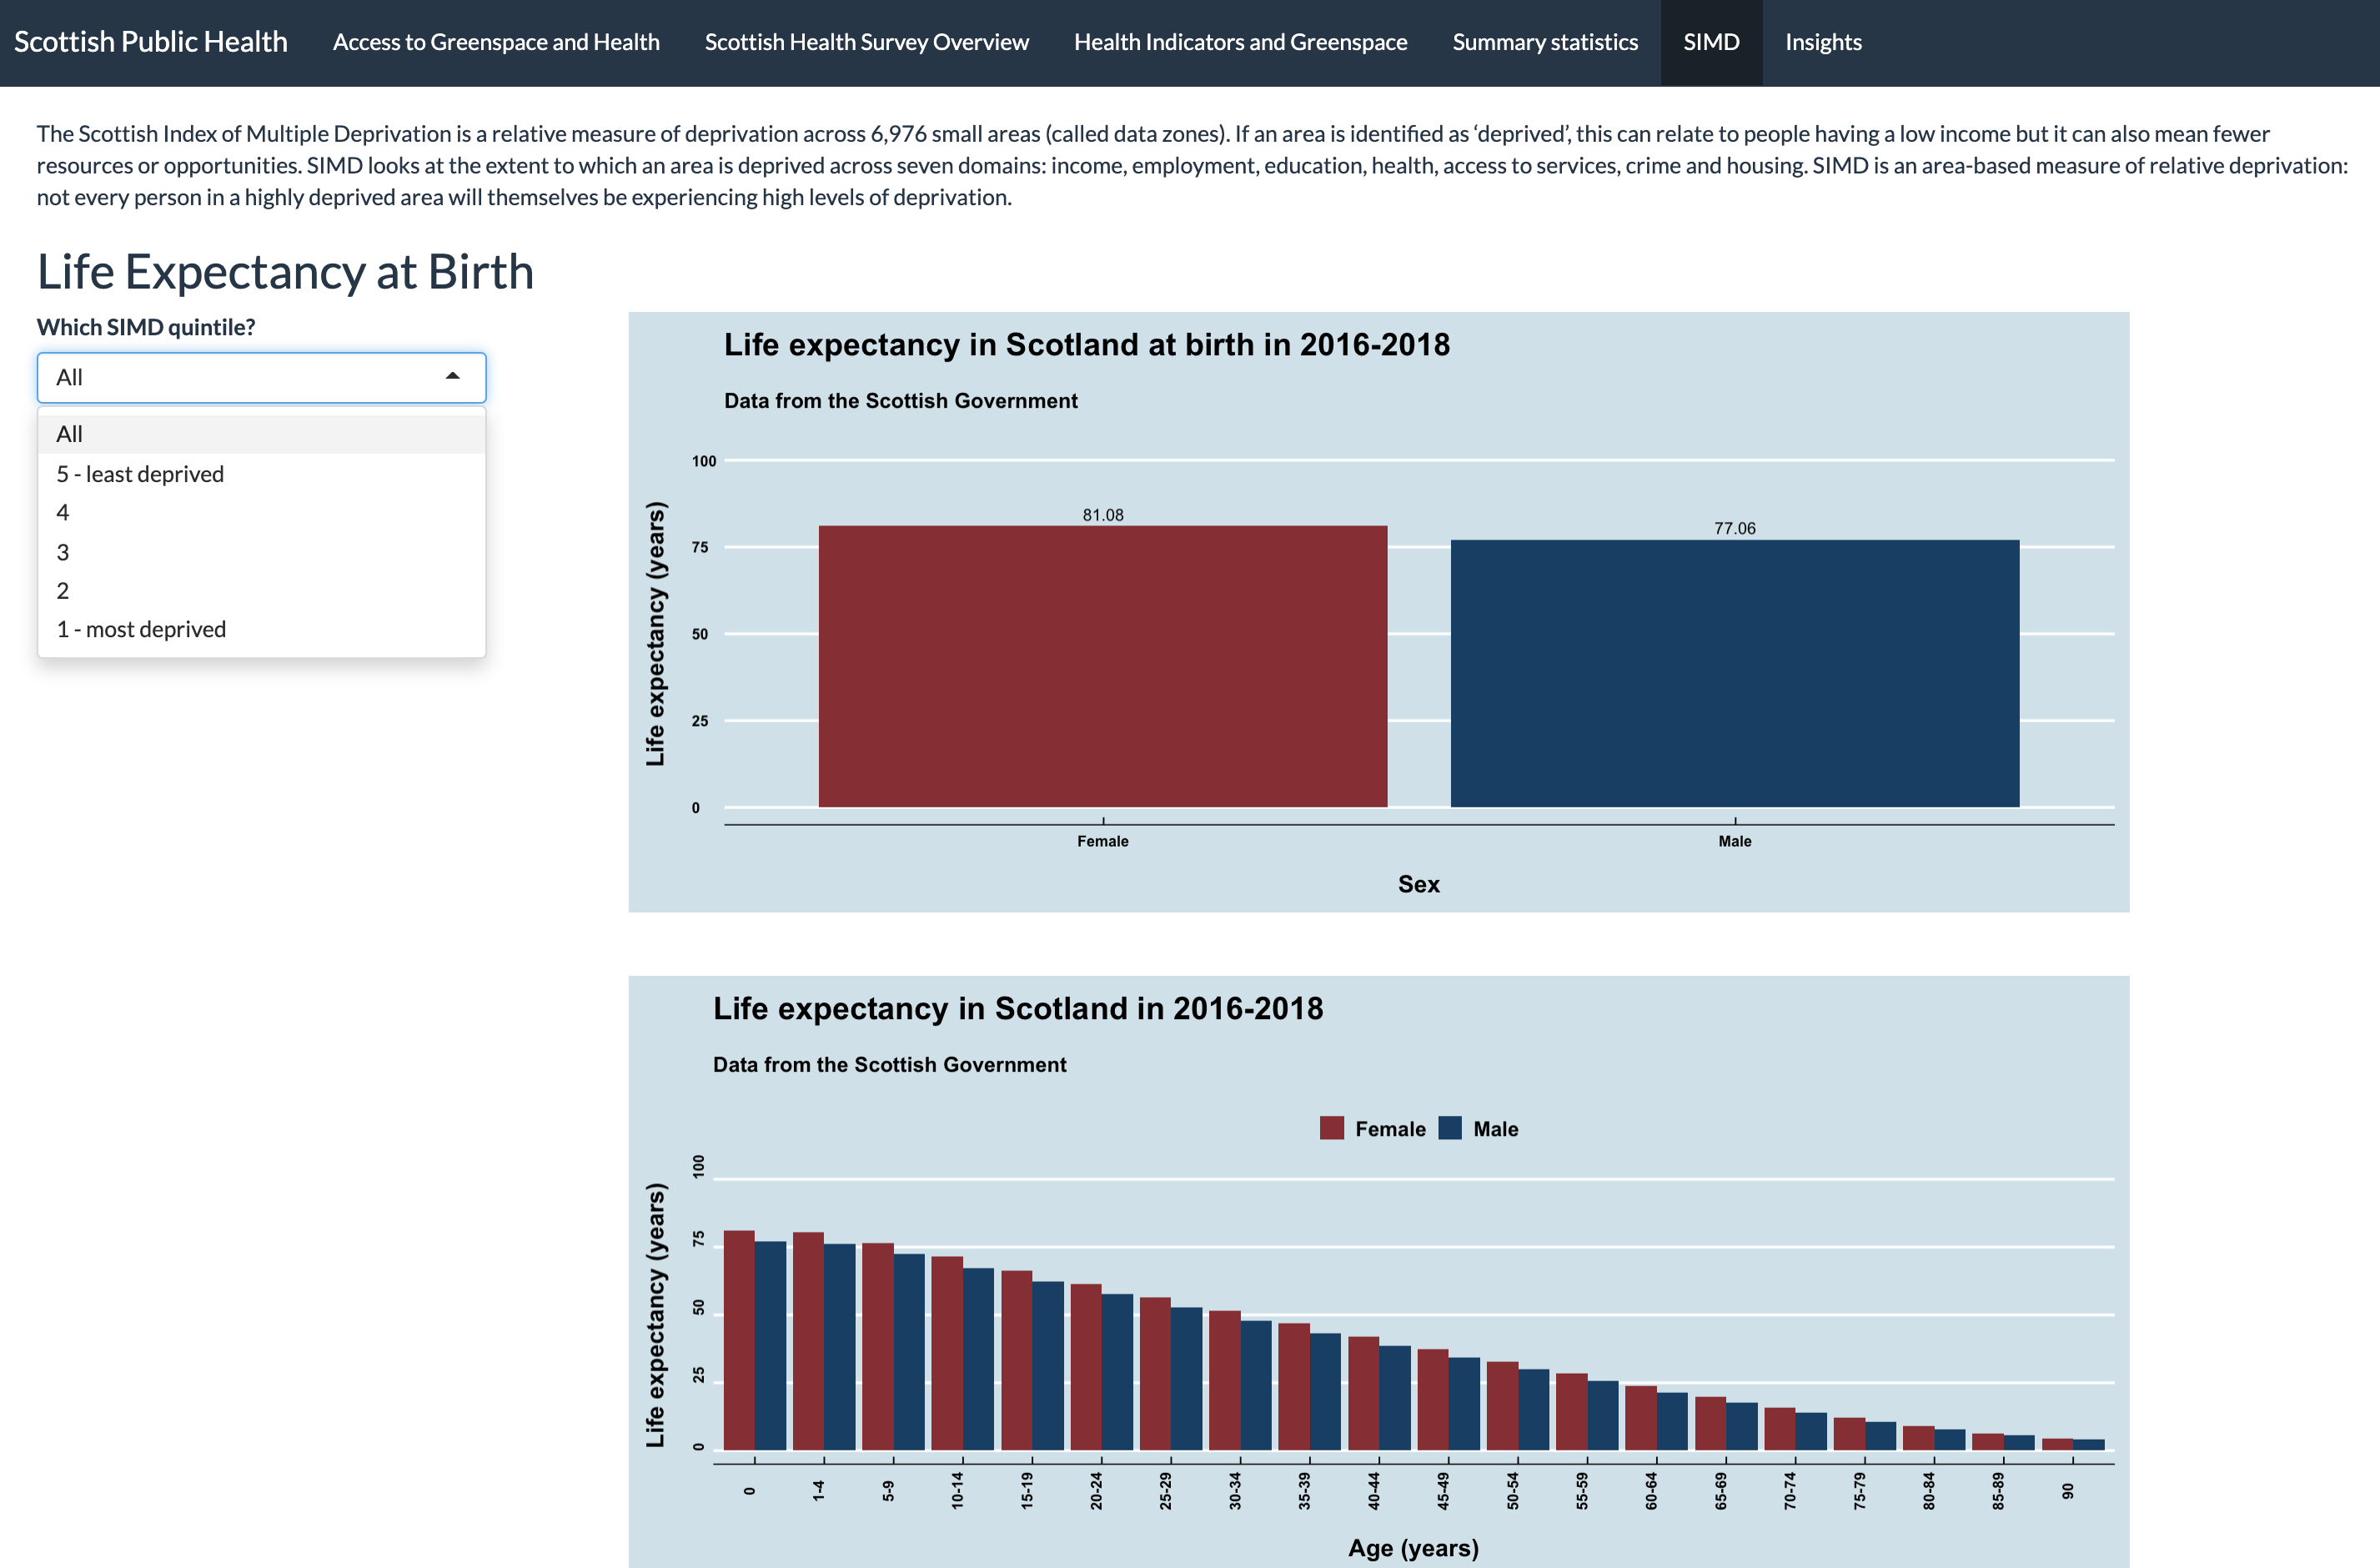 Scottish Public Health
Access to Greenspace and Health
Scottish Health Survey Overview
Health Indicators and Greenspace
Summary statistics
SIMD
Insights
The Scottish Index of Multiple Deprivation is a relative measure of deprivation across 6,976 small areas (called data zones). If an area is identified as ‘deprived’, this can relate to people having a low income but it can also mean fewer
resources or opportunities. SIMD looks at the extent to which an area is deprived across seven domains: income, employment, education, health, access to services, crime and housing. SIMD is an area-based measure of relative deprivation:
not every person in a highly deprived area will themselves be experiencing high levels of deprivation.
Life Expectancy at Birth
Which SIMD quintile?
All
All
5 - least deprived
4
3
2
1 - most deprived
Life expectancy in Scotland at birth in 2016-2018
Data from the Scottish Government
Life expectancy (years)
100
75
50
25
0
81.08
77.06
Female
Male
Sex
Life expectancy in Scotland in 2016-2018
Data from the Scottish Government
Female
Male
Life expectancy (years)
100
75
50
25
0
0
1-4
5-9
10-14
15-19
20-24
25-29
30-34
35-39
40-44
45-49
50-54
55-59
60-64
65-69
70-74
75-79
80-84
85-89
90
Age (years)